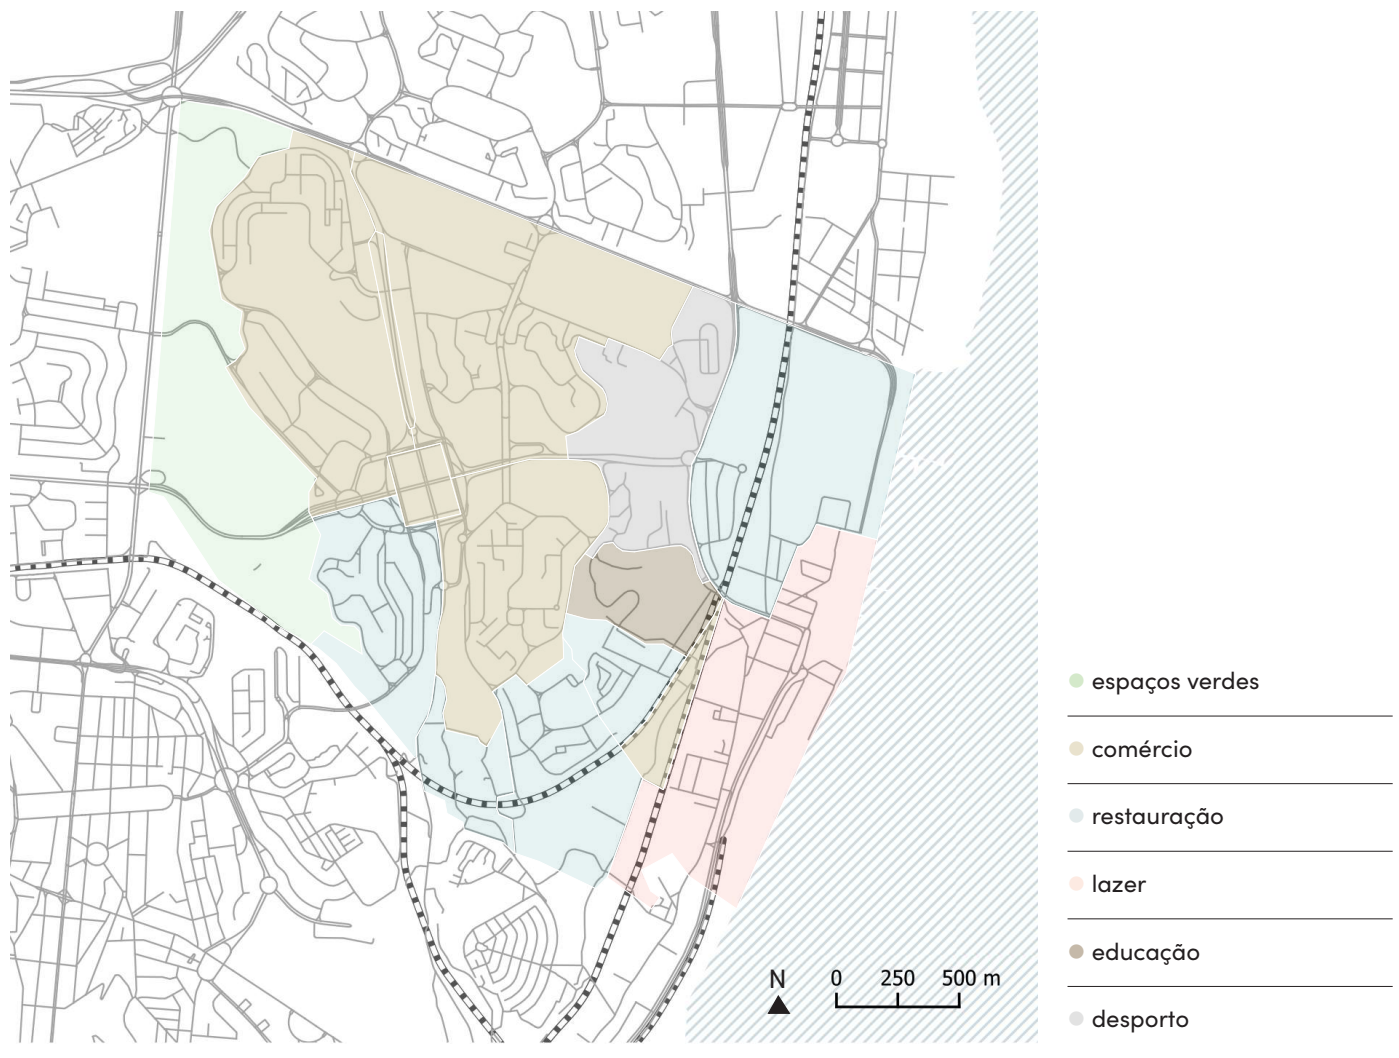 espaços verdes
comércio
restauração
lazer
educação
desporto
N
0 250 500 m